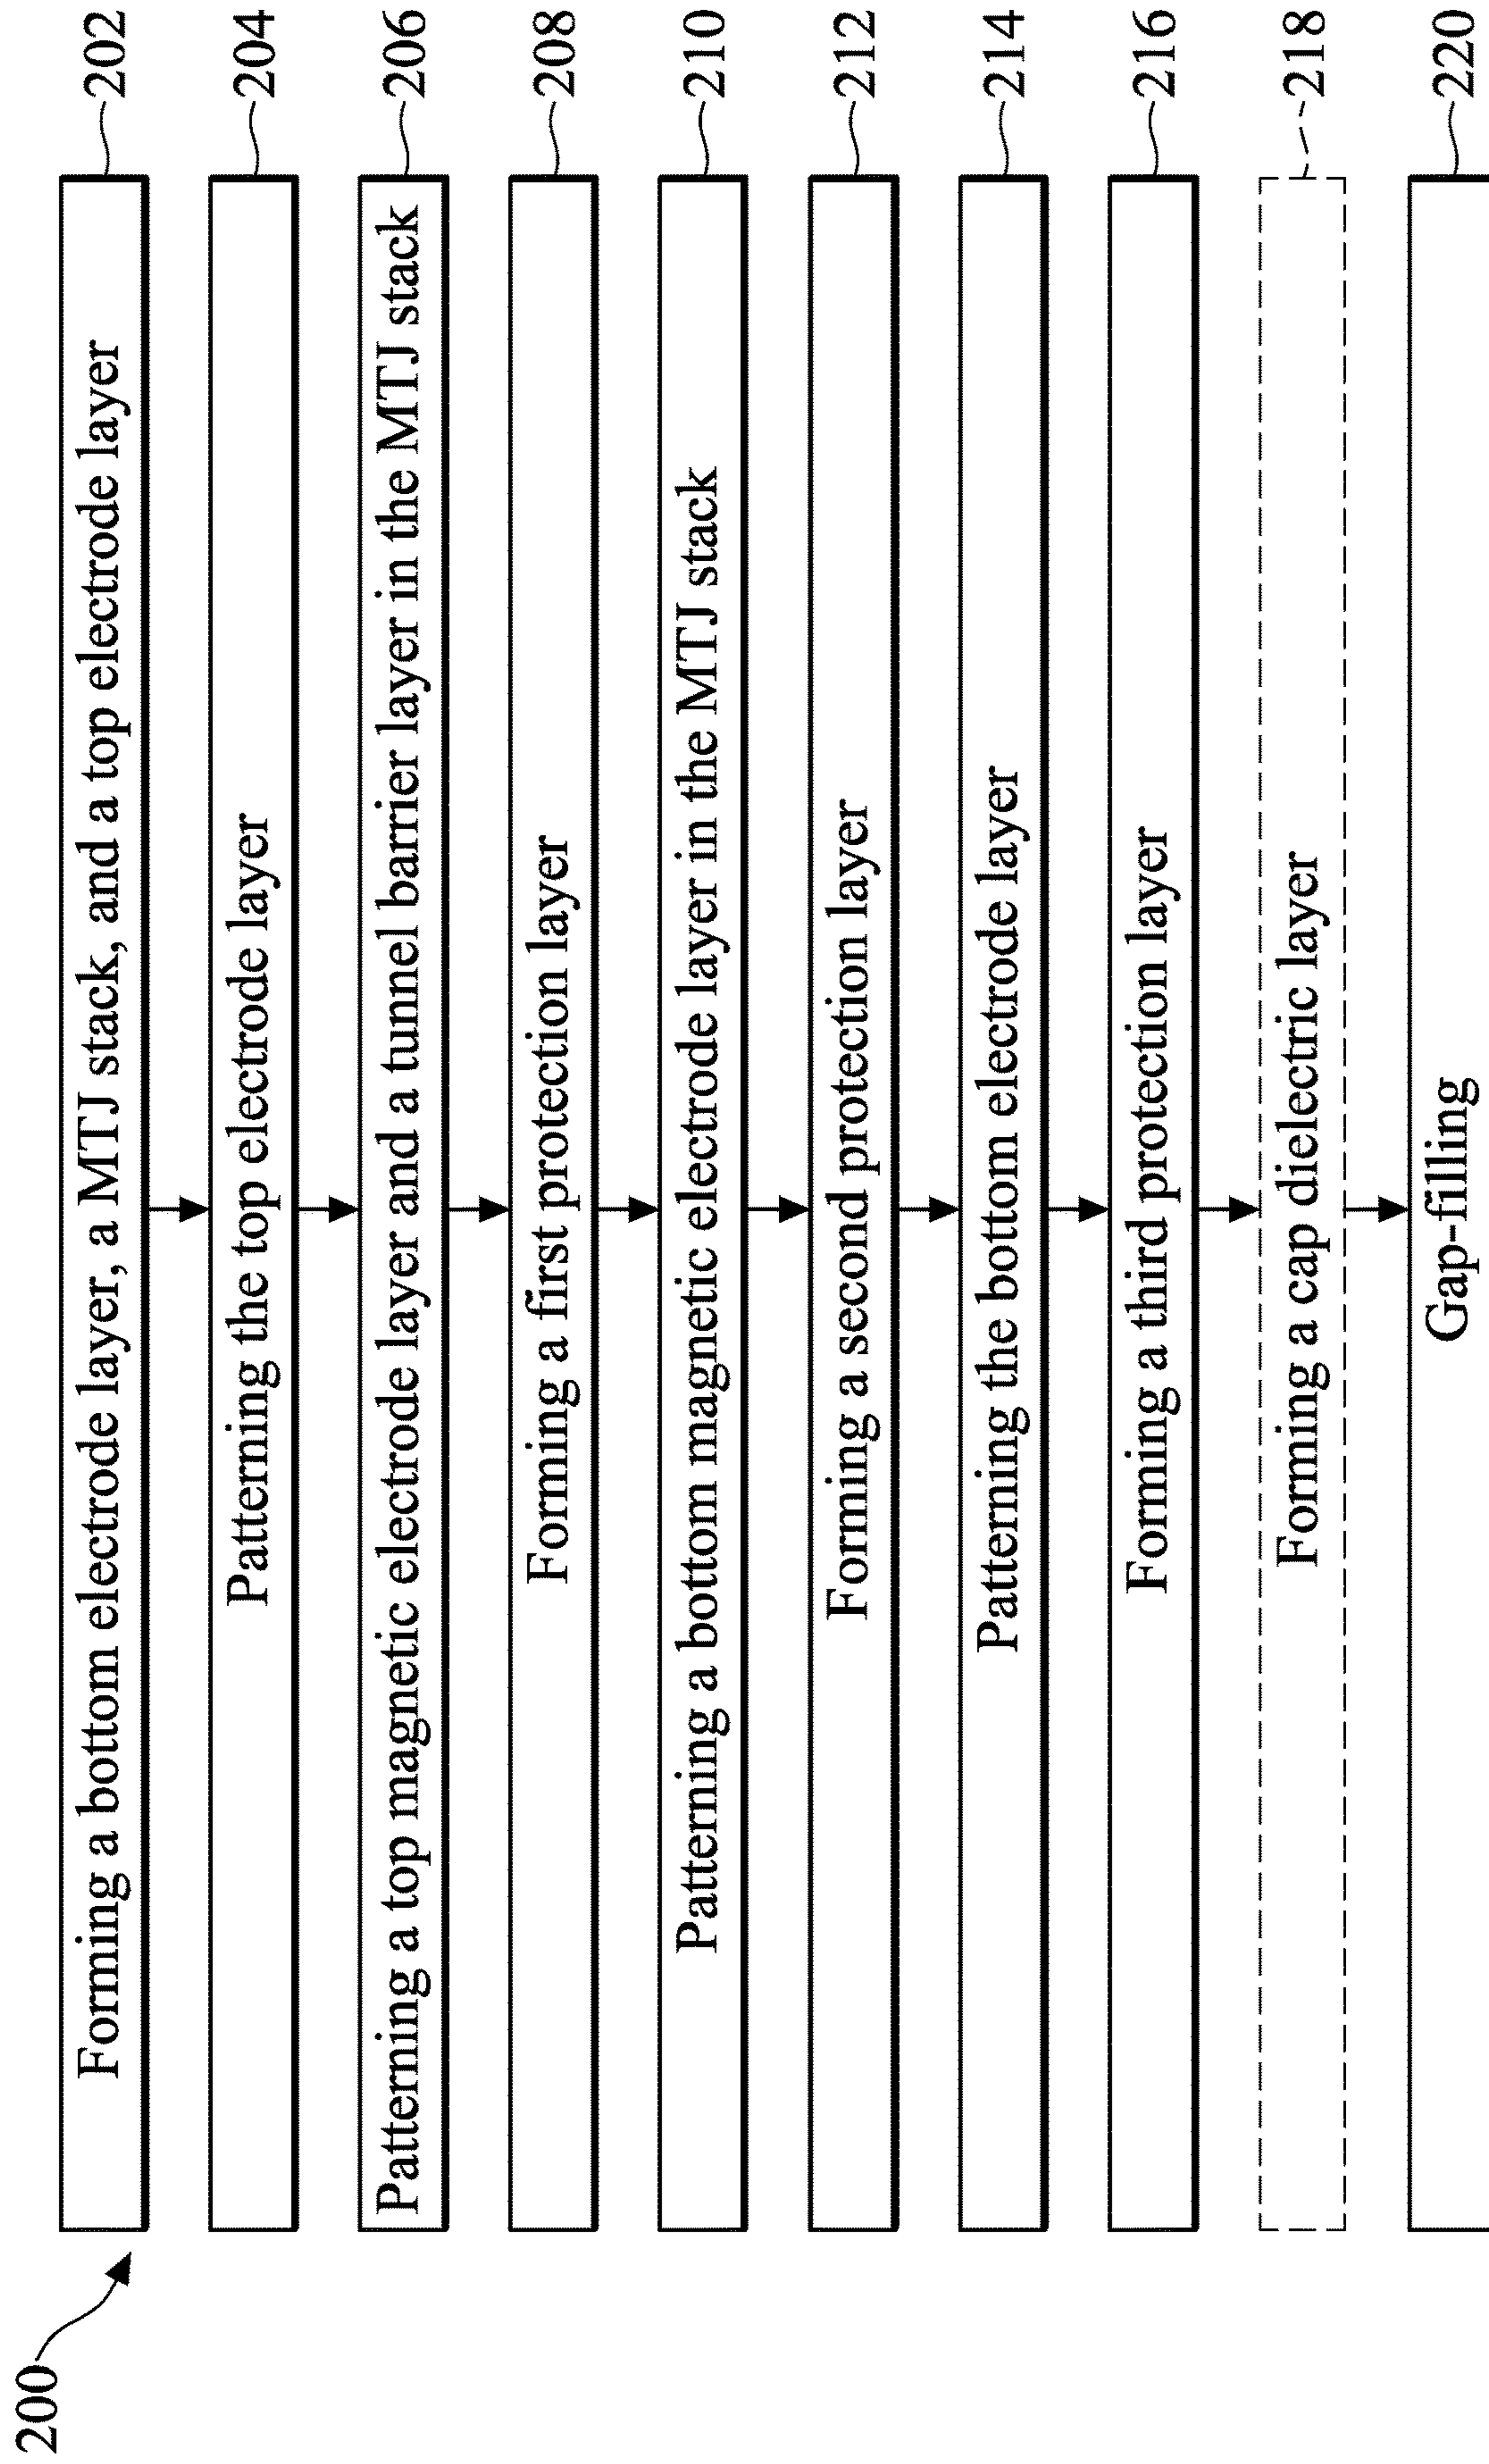 200
Forming a bottom electrode layer, a MTJ stack, and a top electrode layer
202
Patterning the top electrode layer
204
Patterning a top magnetic electrode layer and a tunnel barrier layer in the MTJ stack
206
Forming a first protection layer
208
Patterning a bottom magnetic electrode layer in the MTJ stack
210
Forming a second protection layer
212
Patterning the bottom electrode layer
214
Forming a third protection layer
216
Forming a cap dielectric layer
218
Gap-filling
220